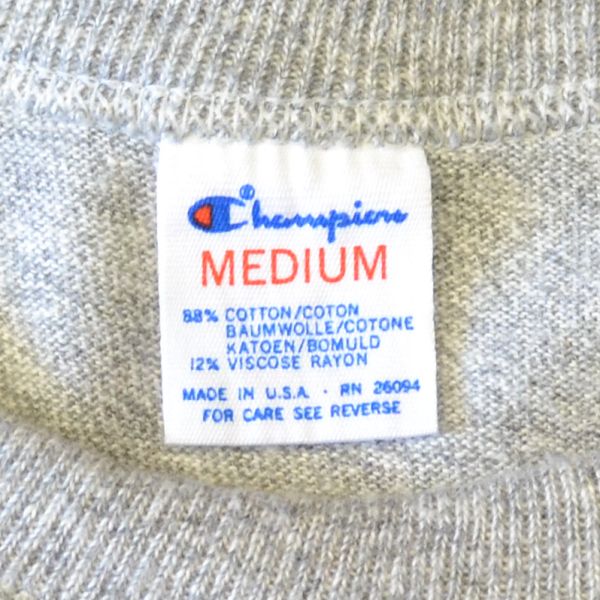 Champion®
MEDIUM
88% COTTON/COTON
BAUMWOLLE/COTONE
KATOEN/BOMULD
12% VISCOSE RAYON
MADE IN U.S.A. · RN 26094
FOR CARE SEE REVERSE